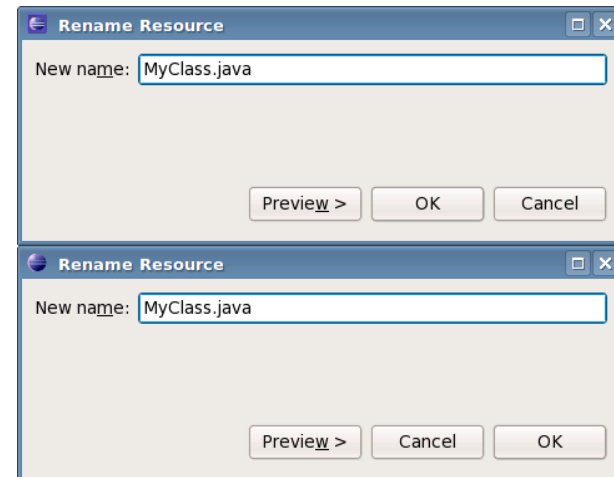 Rename Resource
New name: MyClass.java
Preview > OK Cancel
Rename Resource
New name: MyClass.java
Preview > Cancel OK